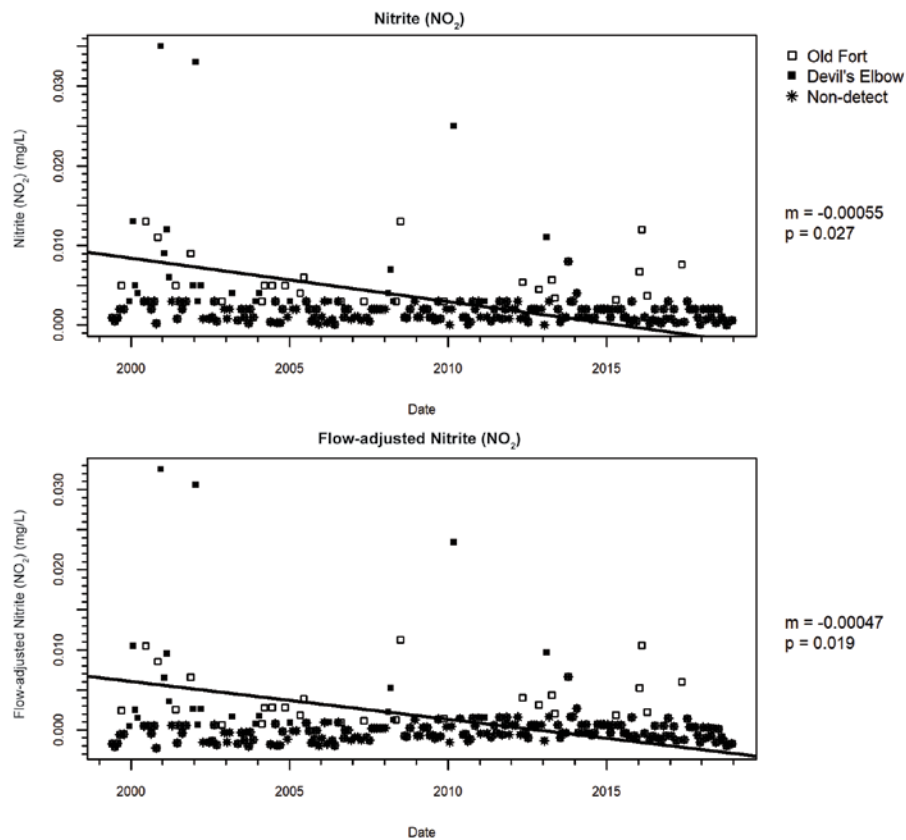 Nitrite (NO₂)
Nitrite (NO₂) (mg/L)
0.030
0.020
0.010
0.000
2000 2005 2010 2015
Date
□ Old Fort
■ Devil's Elbow
✳ Non-detect
m = -0.00055
p = 0.027
Flow-adjusted Nitrite (NO₂)
Flow-adjusted Nitrite (NO₂) (mg/L)
0.030
0.020
0.010
0.000
2000 2005 2010 2015
Date
m = -0.00047
p = 0.019